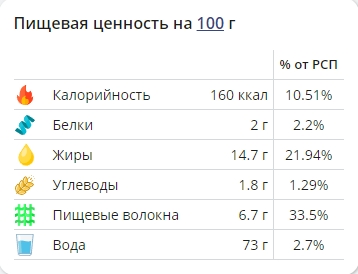 Пищевая ценность на 100 г
% от РСП
Калорийность 160 ккал 10.51%
Белки 2 г 2.2%
Жиры 14.7 г 21.94%
Углеводы 1.8 г 1.29%
Пищевые волокна 6.7 г 33.5%
Вода 73 г 2.7%